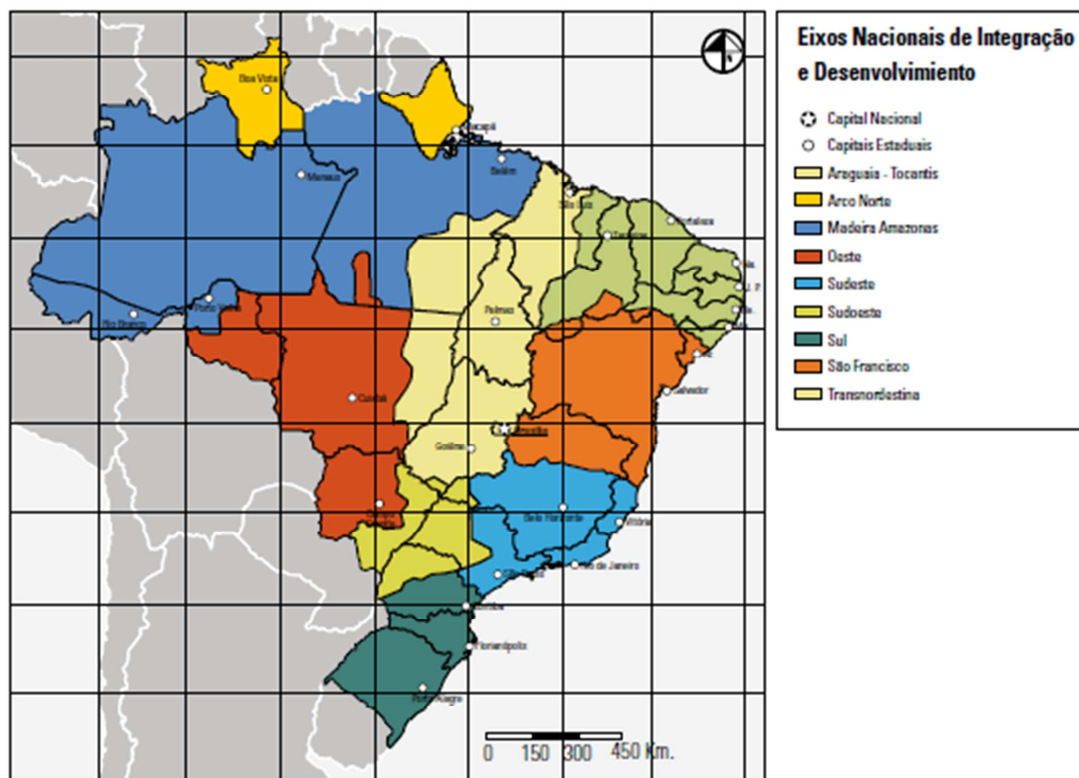 Eixos Nacionais de Integração
e Desenvolvimiento
Capital Nacional
Capitais Estaduais
Araguaia - Tocantis
Arco Norte
Madeira Amazonas
Oeste
Sudeste
Sudoeste
Sul
São Francisco
Transnordestina
Boa Vista
Macapá
Belém
Manaus
São Luis
Fortaleza
Teresina
J. P
Porto Velho
Rio Branco
Palmas
Salvador
Cuiabá
Brasília
Goiânia
Belo Horizonte
Vitória
São Paulo
Rio de Janeiro
Curitiba
Florianópolis
Porto Alegre
0 150 300 450 Km.